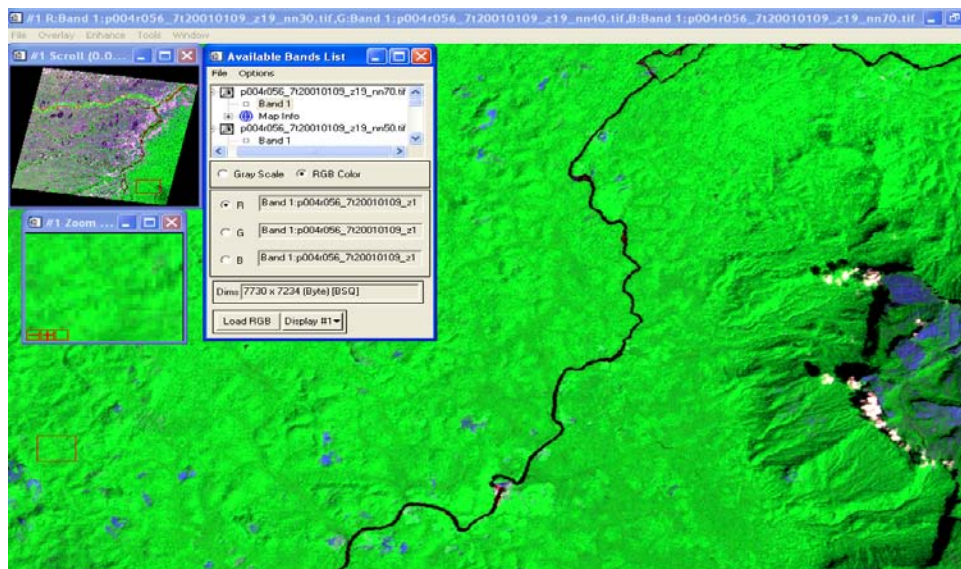 #1 R:Band 1:p004r056_7t20010109_z19_nn30.tif,G:Band 1:p004r056_7t20010109_z19_nn40.tif,B:Band 1:p004r056_7t20010109_z19_nn70.tif
File Overlay Enhance Tools Window
#1 Scroll (0.0...
Available Bands List
File Options
p004r056_7t20010109_z19_nn70.tif
Band 1
Map Info
p004r056_7t20010109_z19_nn50.tif
Band 1
Gray Scale RGB Color
R Band 1:p004r056_7t20010109_z1
#1 Zoom ...
G Band 1:p004r056_7t20010109_z1
B Band 1:p004r056_7t20010109_z1
Dims 7730 x 7234 (Byte) [BSQ]
Load RGB Display #1